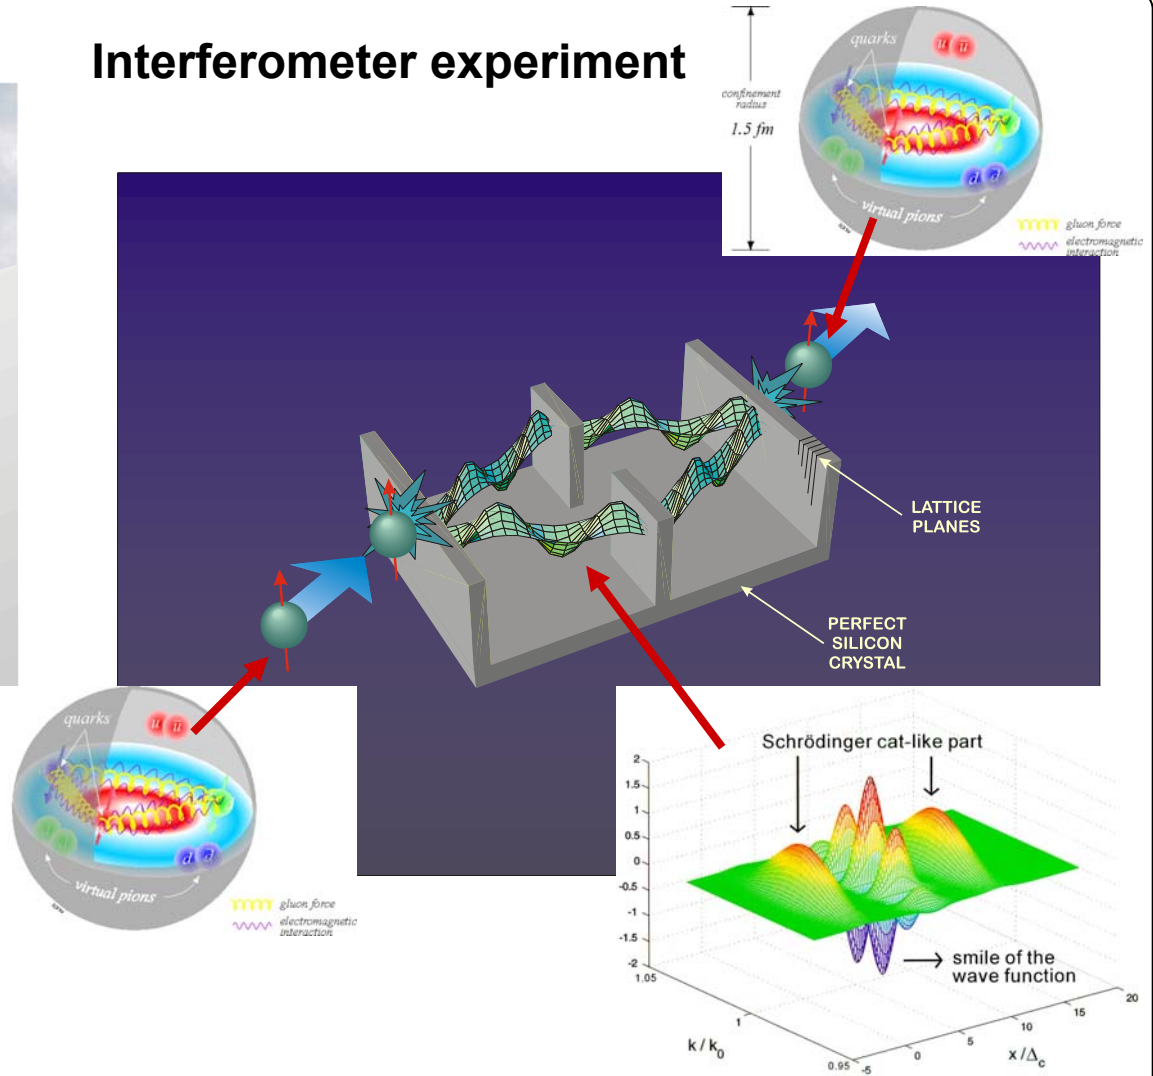 Interferometer experiment
confinement
radius
1.5 fm
quarks
u ū
d d
virtual pions
gluon force
electromagnetic
interaction
LATTICE
PLANES
PERFECT
SILICON
CRYSTAL
quarks
u ū
d d
virtual pions
gluon force
electromagnetic
interaction
Schrödinger cat-like part
2
1.5
1
0.5
0
-0.5
-1
-1.5
-2
smile of the
wave function
1.05
1
0.95
k / k₀
-5
0
5
10
15
20
x / Δc